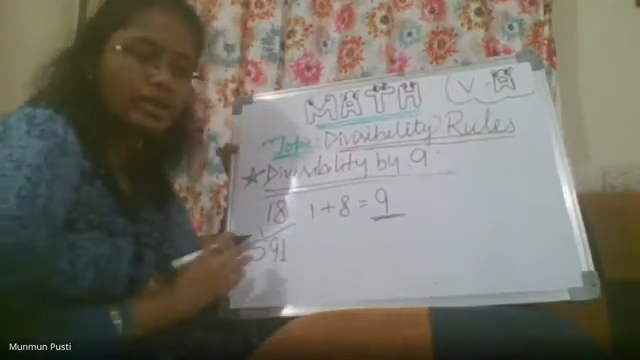 MATH
V-A
Topic: Divisibility Rules
★ Divisibility by 9
18 1+8=9
591
Munmun Pusti